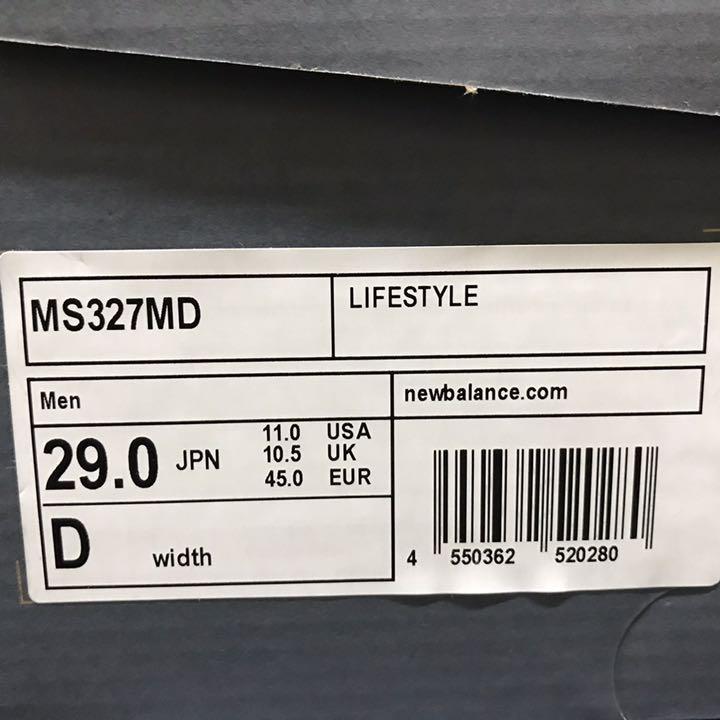 MS327MD
LIFESTYLE
Men
newbalance.com
29.0 JPN
11.0 USA
10.5 UK
45.0 EUR
D width
4 550362 520280